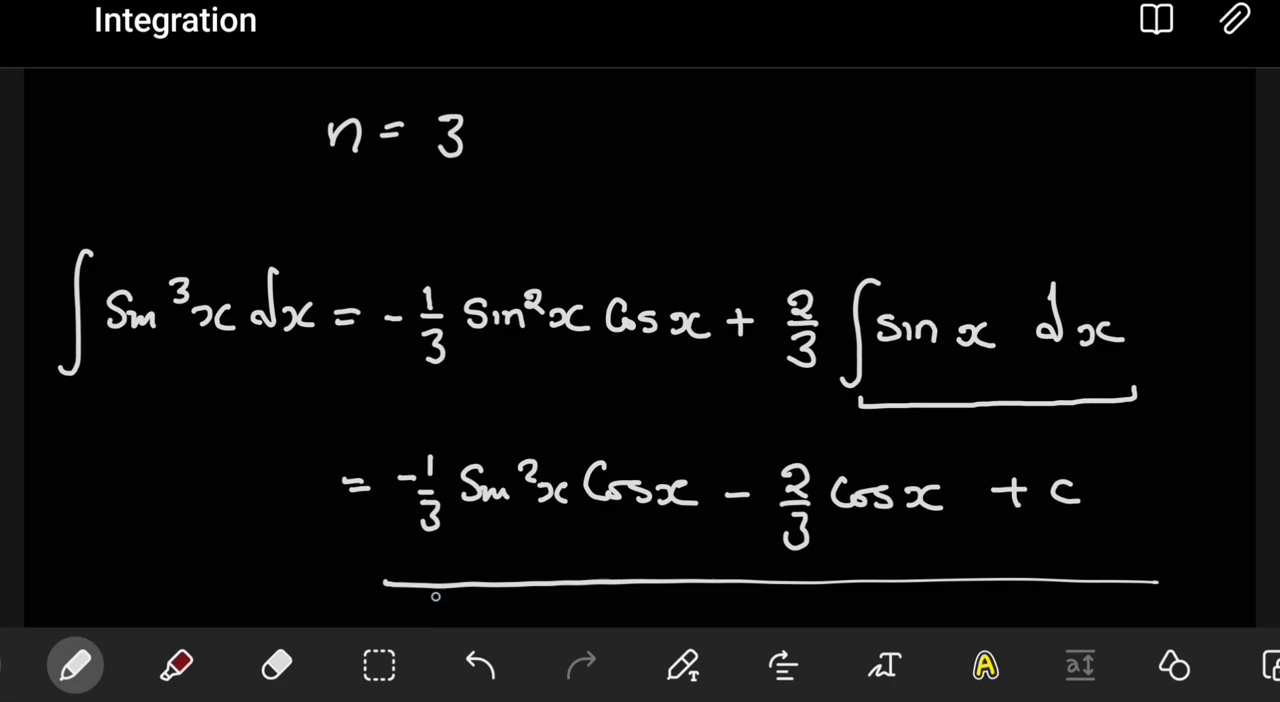 Integration
n = 3
∫ Sin³x dx = - 1/3 Sin²x Cos x + 2/3 ∫ sin x dx
= -1/3 Sin²x Cos x - 2/3 Cos x + c